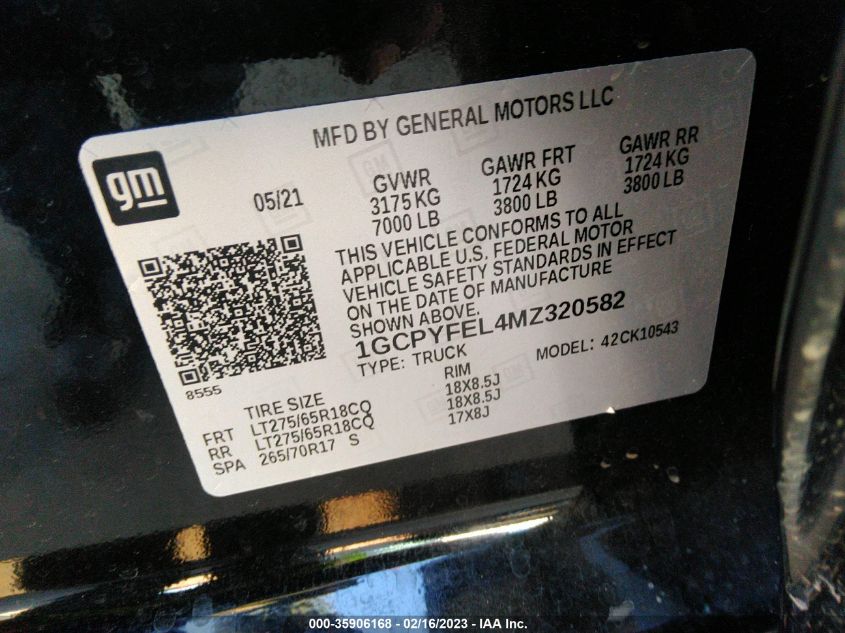 MFD BY GENERAL MOTORS LLC
gm
05/21
GVWR GAWR FRT GAWR RR
3175 KG 1724 KG 1724 KG
7000 LB 3800 LB 3800 LB
THIS VEHICLE CONFORMS TO ALL
APPLICABLE U.S. FEDERAL MOTOR
VEHICLE SAFETY STANDARDS IN EFFECT
ON THE DATE OF MANUFACTURE
SHOWN ABOVE.
1GCPYFEL4MZ320582
TYPE: TRUCK MODEL: 42CK10543
8555
TIRE SIZE RIM
FRT LT275/65R18CQ 18X8.5J
RR LT275/65R18CQ 18X8.5J
SPA 265/70R17 S 17X8J
000-35906168 - 02/16/2023 - IAA Inc.